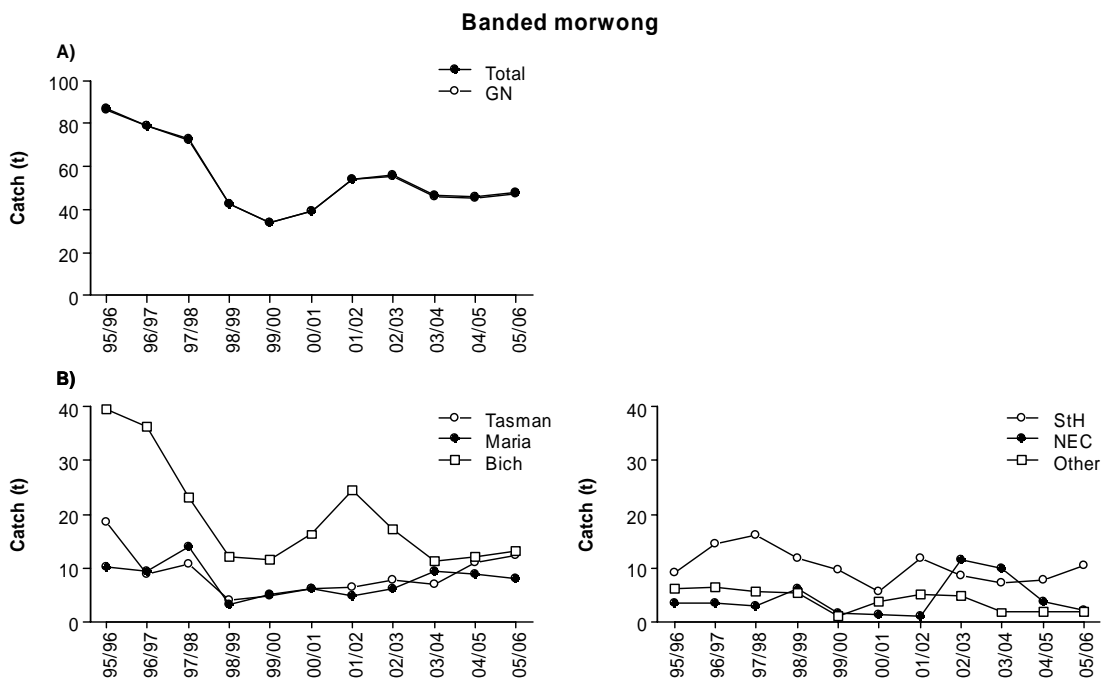 Banded morwong
A)
Total
GN
Catch (t)
100
80
60
40
20
0
95/96 96/97 97/98 98/99 99/00 00/01 01/02 02/03 03/04 04/05 05/06
B)
Tasman
Maria
Bich
Catch (t)
40
30
20
10
0
95/96 96/97 97/98 98/99 99/00 00/01 01/02 02/03 03/04 04/05 05/06
StH
NEC
Other
Catch (t)
40
30
20
10
0
95/96 96/97 97/98 98/99 99/00 00/01 01/02 02/03 03/04 04/05 05/06